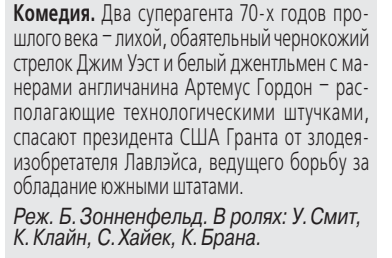 Комедия. Два суперагента 70-х годов про-
шлого века – лихой, обаятельный чернокожий
стрелок Джим Уэст и белый джентльмен с ма-
нерами англичанина Артемус Гордон – рас-
полагающие технологическими штучками,
спасают президента США Гранта от злодея-
изобретателя Лавлэйса, ведущего борьбу за
обладание южными штатами.
Реж. Б. Зонненфельд. В ролях: У. Смит,
К. Клайн, С. Хайек, К. Брана.